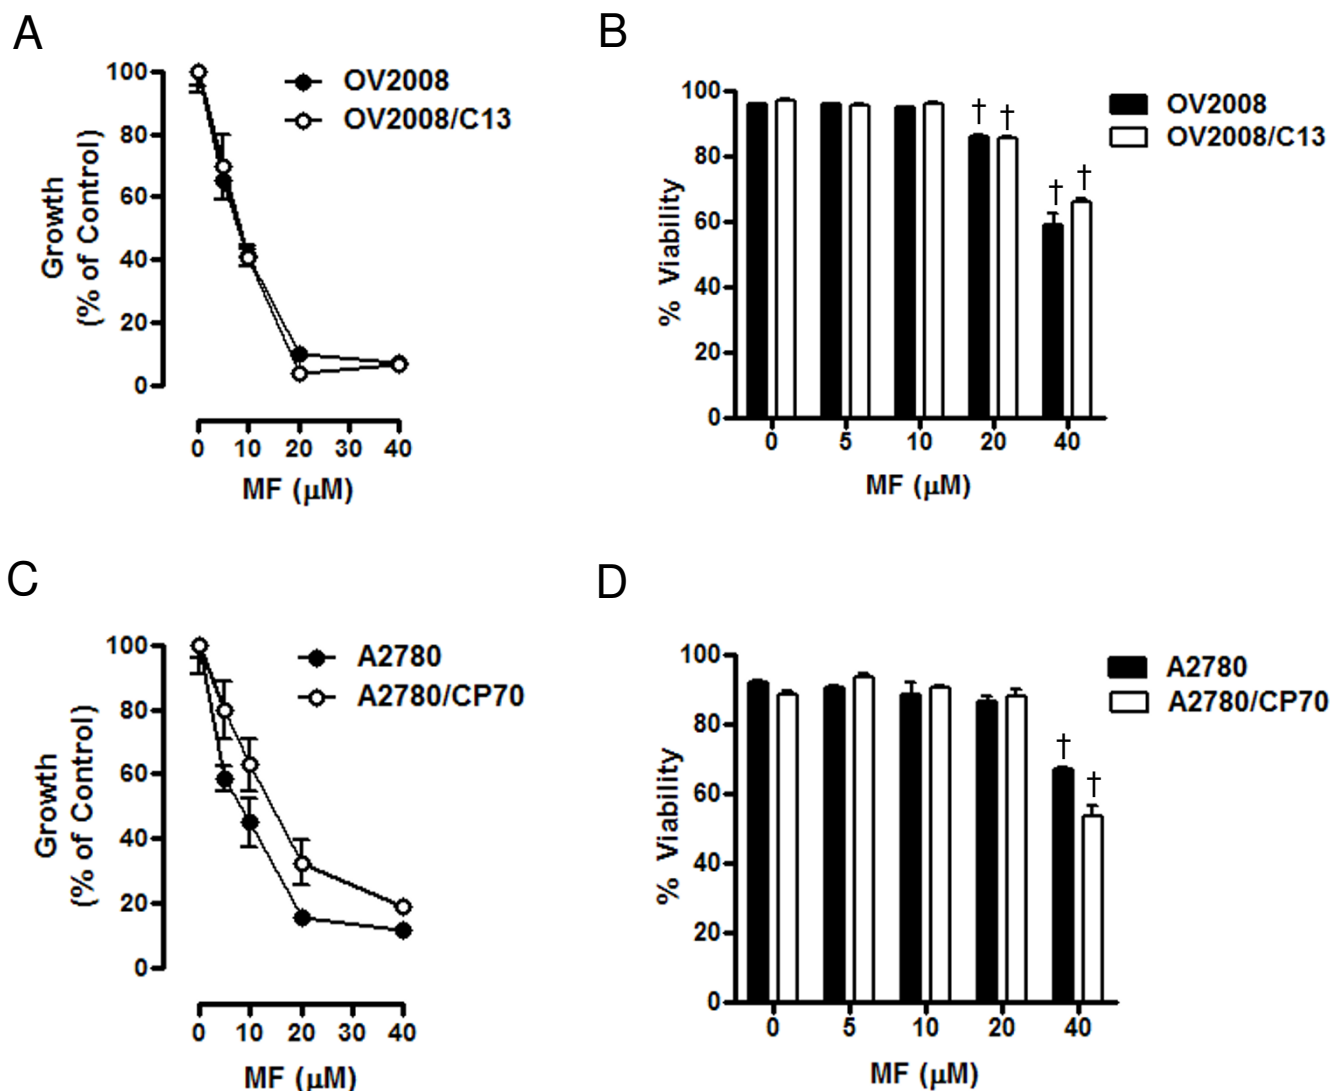 A
Growth
(% of Control)
100
80
60
40
20
0
OV2008
OV2008/C13
0 10 20 30 40
MF (μM)
B
% Viability
100
80
60
40
20
0
† † † †
OV2008
OV2008/C13
0 5 10 20 40
MF (μM)
C
Growth
(% of Control)
100
80
60
40
20
0
A2780
A2780/CP70
0 10 20 30 40
MF (μM)
D
% Viability
100
80
60
40
20
0
† †
A2780
A2780/CP70
0 5 10 20 40
MF (μM)